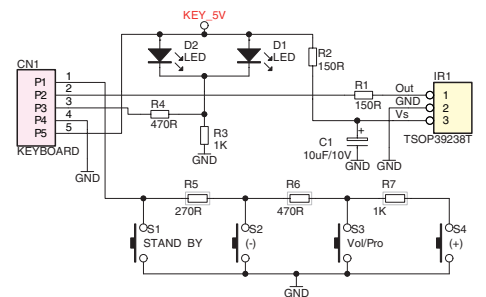 KEY_5V
CN1
P1
P2
P3
P4
P5
1
2
3
4
5
KEYBOARD
GND
D2
LED
D1
LED
R2
150R
R1
150R
Out
GND
Vs
IR1
1
2
3
TSOP39238T
R4
470R
R3
1K
GND
C1
+
10uF/10V
GND
GND
R5
270R
R6
470R
R7
1K
S1
STAND BY
S2
(-)
S3
Vol/Pro
S4
(+)
GND